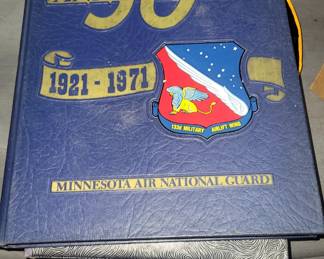 50
1921-1971
133d MILITARY AIRLIFT WING
MINNESOTA AIR NATIONAL GUARD